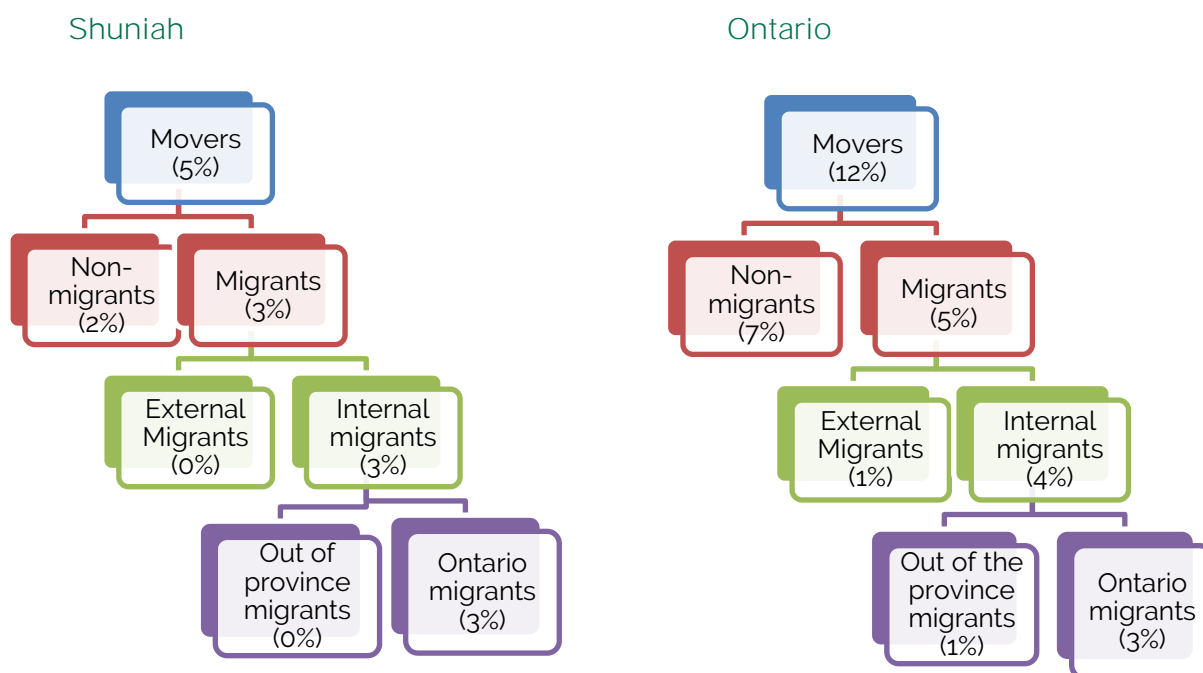 Shuniah
Movers
(5%)
Non-
migrants
(2%)
Migrants
(3%)
External
Migrants
(0%)
Internal
migrants
(3%)
Out of
province
migrants
(0%)
Ontario
migrants
(3%)
Ontario
Movers
(12%)
Non-
migrants
(7%)
Migrants
(5%)
External
Migrants
(1%)
Internal
migrants
(4%)
Out of the
province
migrants
(1%)
Ontario
migrants
(3%)